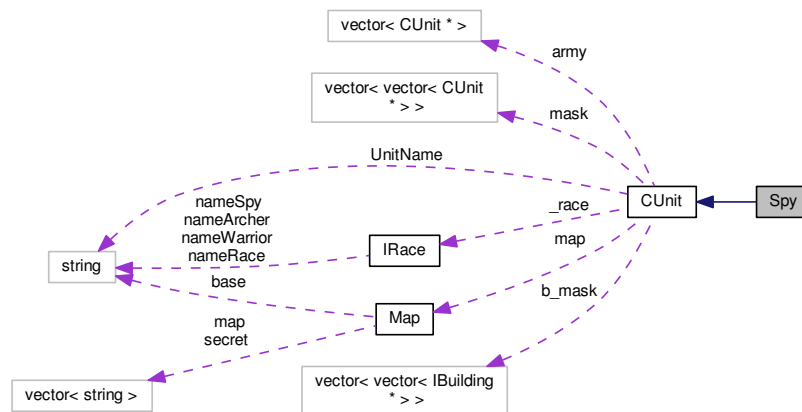 vector< CUnit * >
army
vector< vector< CUnit
* > >
mask
UnitName
nameSpy
nameArcher
nameWarrior
nameRace
_race
CUnit
Spy
string
IRace
map
base
b_mask
map
secret
Map
vector< string >
vector< vector< IBuilding
* > >